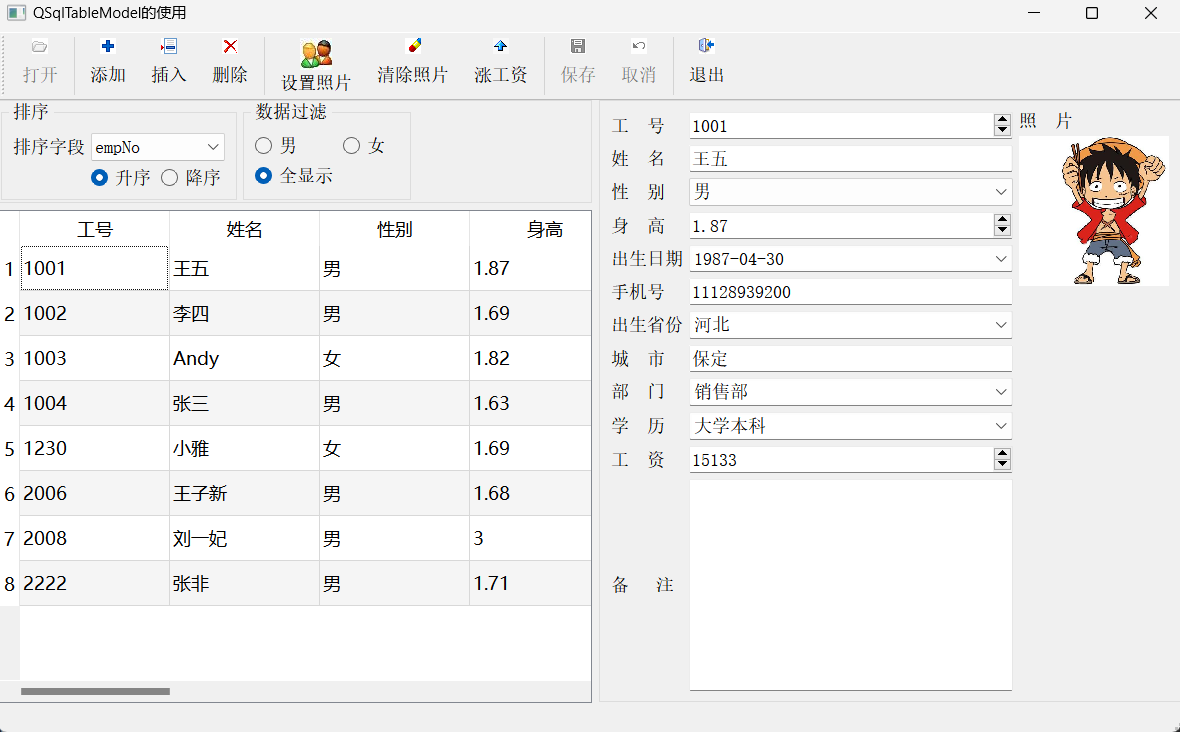 QSqlTableModel的使用
打开 添加 插入 删除 设置照片 清除照片 涨工资 保存 取消 退出
排序
排序字段 empNo
升序 降序
数据过滤
男 女
全显示
工号 姓名 性别 身高
1 1001 王五 男 1.87
2 1002 李四 男 1.69
3 1003 Andy 女 1.82
4 1004 张三 男 1.63
5 1230 小雅 女 1.69
6 2006 王子新 男 1.68
7 2008 刘一妃 男 3
8 2222 张非 男 1.71
工 号 1001
姓 名 王五
性 别 男
身 高 1.87
出生日期 1987-04-30
手机号 11128939200
出生省份 河北
城 市 保定
部 门 销售部
学 历 大学本科
工 资 15133
备 注
照 片